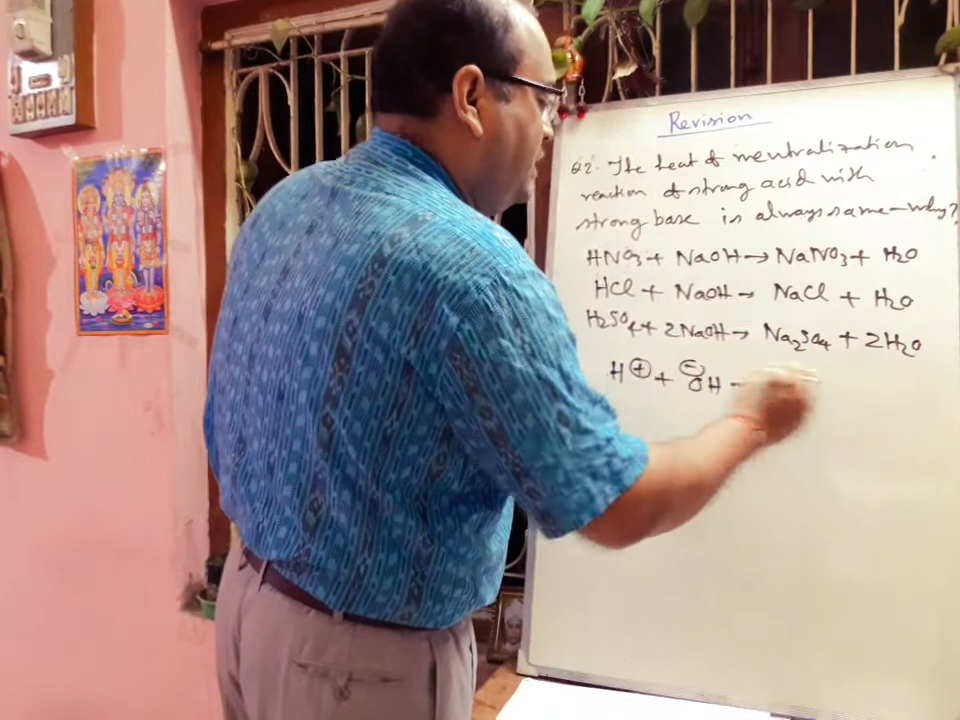 Revision
Q2. The heat of neutralization
reaction of strong acid with
strong base is always same - why?
HNO₃ + NaOH → NaNO₃ + H₂O
HCl + NaOH → NaCl + H₂O
H₂SO₄ + 2NaOH → Na₂SO₄ + 2H₂O
H⊕ + ⊖OH -